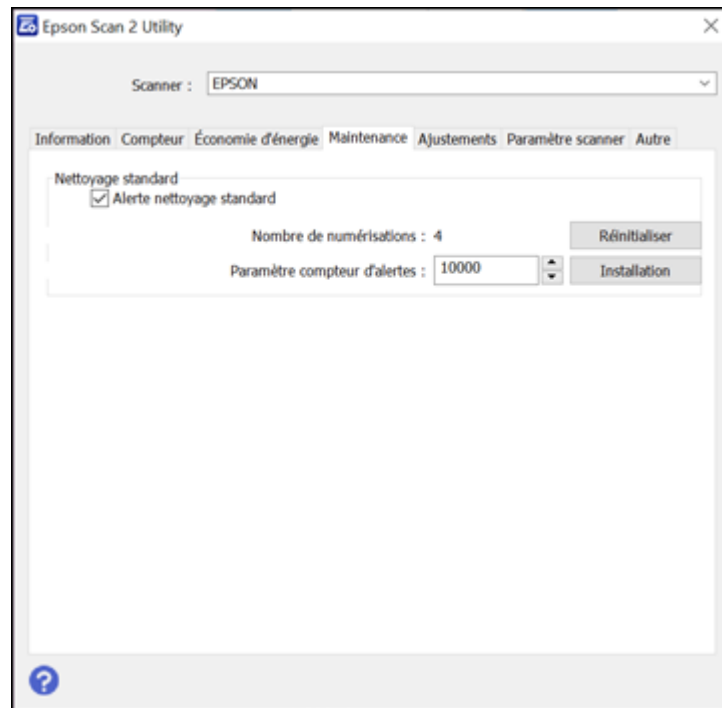 Epson Scan 2 Utility
Scanner : EPSON
Information Compteur Économie d'énergie Maintenance Ajustements Paramètre scanner Autre
Nettoyage standard
Alerte nettoyage standard
Nombre de numérisations : 4 Réinitialiser
Paramètre compteur d'alertes : 10000 Installation
?